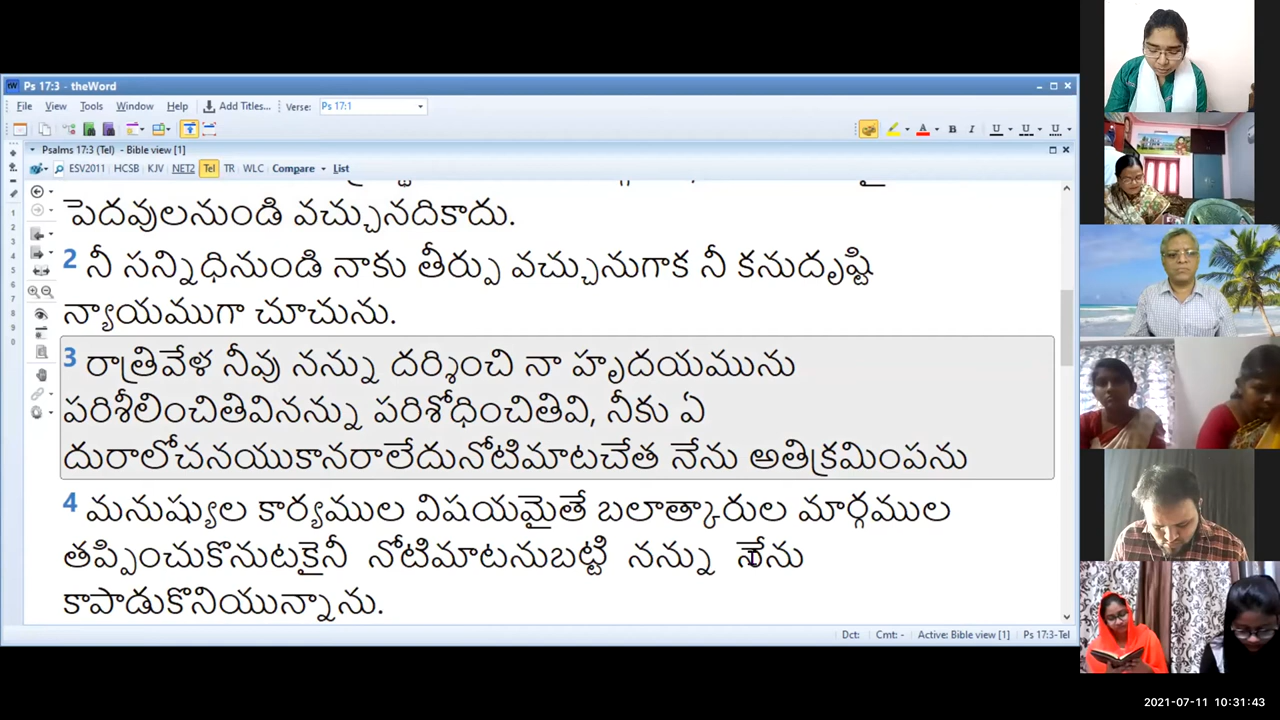 Ps 17:3 - theWord
File View Tools Window Help Add Titles... Verse: Ps 17:1
B I U U U
Psalms 17:3 (Tel) - Bible view [1]
ESV2011 HCSB KJV NET2 Tel TR WLC Compare List
పెదవులనుండి వచ్చునదికాదు.
2 నీ సన్నిధినుండి నాకు తీర్పు వచ్చునుగాక నీ కనుదృష్టి
న్యాయముగా చూచును.
3 రాత్రివేళ నీవు నన్ను దర్శించి నా హృదయమును
పరిశీలించితివినన్ను పరిశోధించితివి, నీకు ఏ
దురాలోచనయుకానరాలేదునోటిమాటచేత నేను అతిక్రమింపను
4 మనుష్యుల కార్యముల విషయమైతే బలాత్కారుల మార్గముల
తప్పించుకొనుటకైనీ నోటిమాటనుబట్టి నన్ను నేను
కాపాడుకొనియున్నాను.
Dct: Cmt: - Active: Bible view [1] Ps 17:3-Tel
2021-07-11 10:31:43